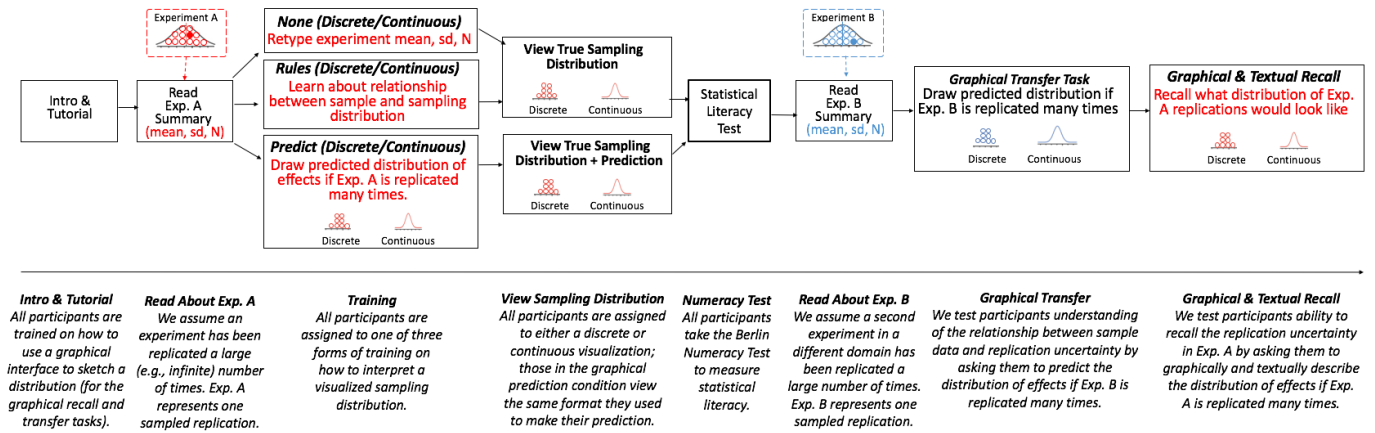 Experiment A
Intro &
Tutorial
Read
Exp. A
Summary
(mean, sd, N)
None (Discrete/Continuous)
Retype experiment mean, sd, N
Rules (Discrete/Continuous)
Learn about relationship
between sample and sampling
distribution
Predict (Discrete/Continuous)
Draw predicted distribution of
effects if Exp. A is replicated
many times.
Discrete Continuous
View True Sampling
Distribution
Discrete Continuous
View True Sampling
Distribution + Prediction
Discrete Continuous
Statistical
Literacy
Test
Experiment B
Read
Exp. B
Summary
(mean, sd, N)
Graphical Transfer Task
Draw predicted distribution if
Exp. B is replicated many times
Discrete Continuous
Graphical & Textual Recall
Recall what distribution of Exp.
A replications would look like
Discrete Continuous
Intro & Tutorial
All participants are
trained on how to
use a graphical
interface to sketch a
distribution (for the
graphical recall and
transfer tasks).
Read About Exp. A
We assume an
experiment has been
replicated a large
(e.g., infinite) number
of times. Exp. A
represents one
sampled replication.
Training
All participants are
assigned to one of three
forms of training on
how to interpret a
visualized sampling
distribution.
View Sampling Distribution
All participants are assigned
to either a discrete or
continuous visualization;
those in the graphical
prediction condition view
the same format they used
to make their prediction.
Numeracy Test
All participants
take the Berlin
Numeracy Test
to measure
statistical
literacy.
Read About Exp. B
We assume a second
experiment in a
different domain has
been replicated a
large number of times.
Exp. B represents one
sampled replication.
Graphical Transfer
We test participants understanding
of the relationship between sample
data and replication uncertainty by
asking them to predict the
distribution of effects if Exp. B is
replicated many times.
Graphical & Textual Recall
We test participants ability to
recall the replication uncertainty
in Exp. A by asking them to
graphically and textually describe
the distribution of effects if Exp.
A is replicated many times.